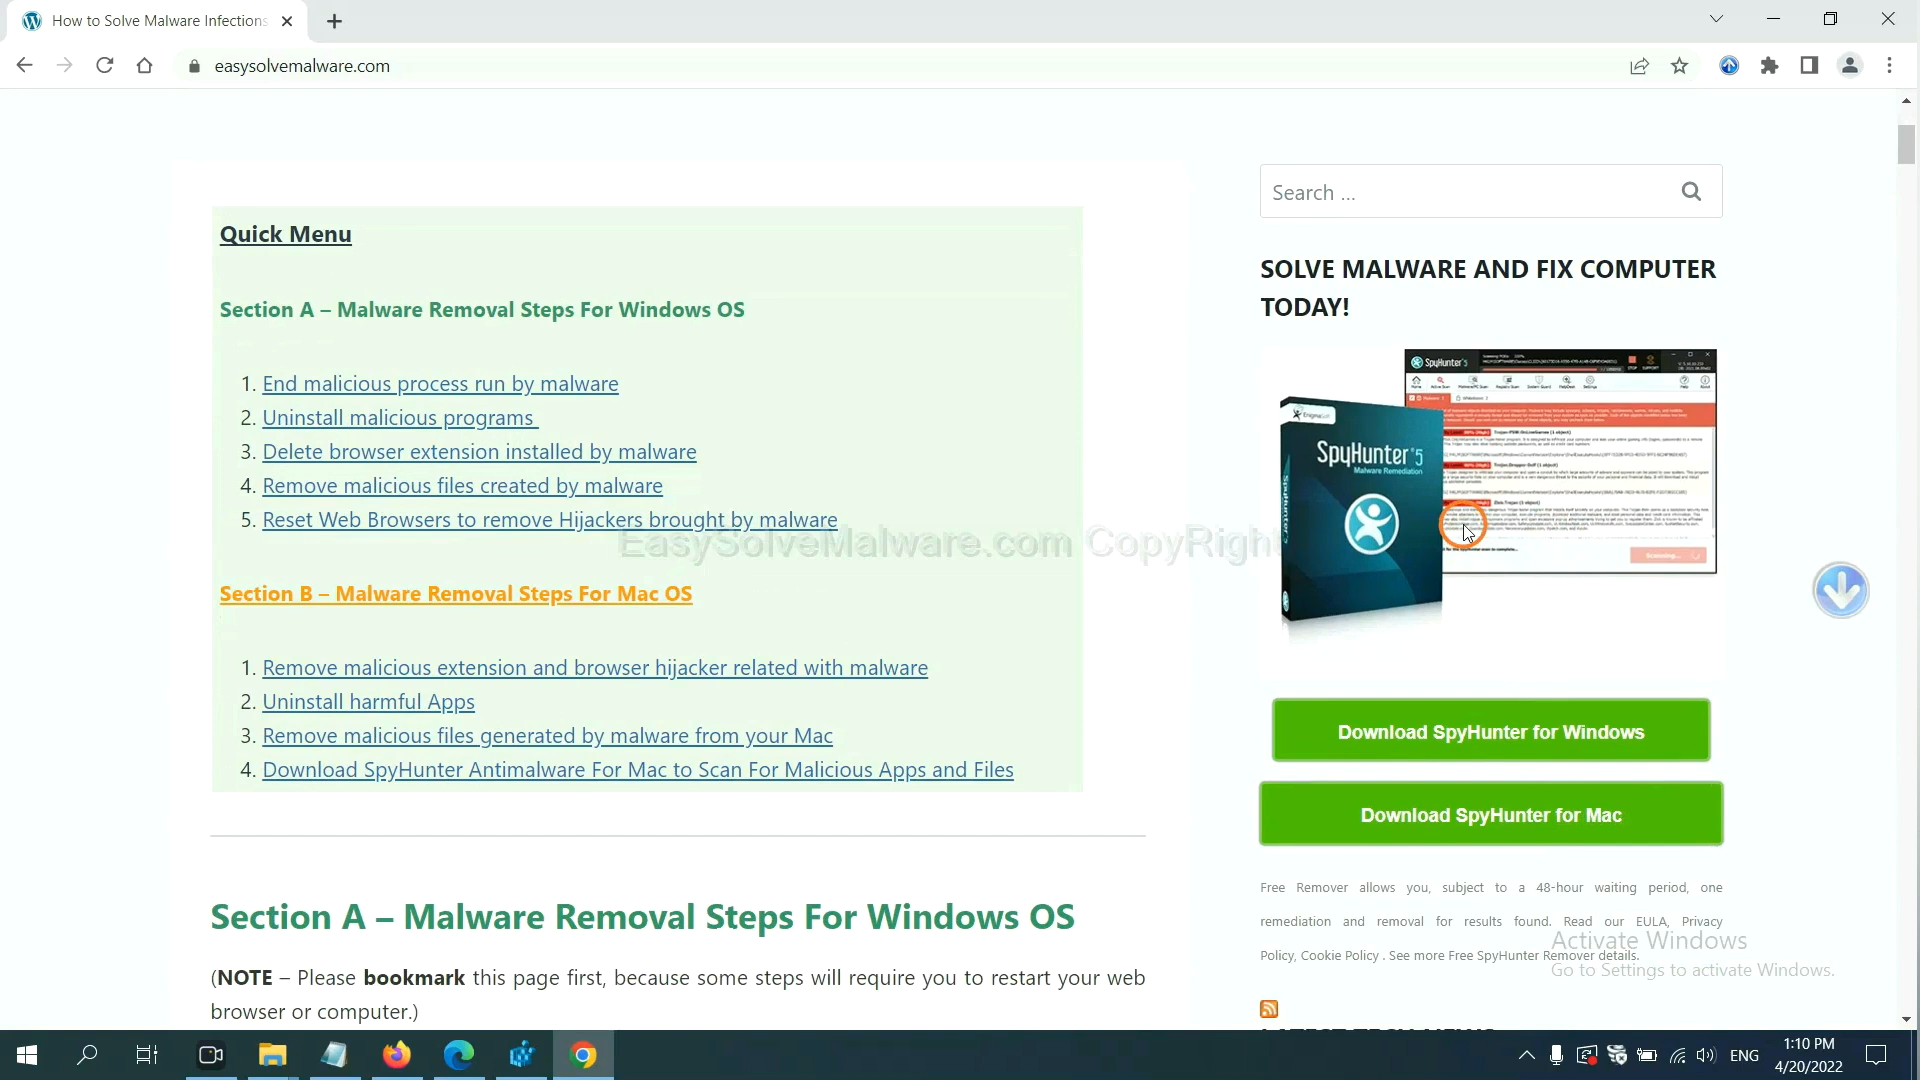 How to Solve Malware Infections
easysolvemalware.com
Quick Menu
Section A – Malware Removal Steps For Windows OS
1. End malicious process run by malware
2. Uninstall malicious programs
3. Delete browser extension installed by malware
4. Remove malicious files created by malware
5. Reset Web Browsers to remove Hijackers brought by malware
EasySolveMalware.com CopyRight
Section B – Malware Removal Steps For Mac OS
1. Remove malicious extension and browser hijacker related with malware
2. Uninstall harmful Apps
3. Remove malicious files generated by malware from your Mac
4. Download SpyHunter Antimalware For Mac to Scan For Malicious Apps and Files
Section A – Malware Removal Steps For Windows OS
(NOTE – Please bookmark this page first, because some steps will require you to restart your web
browser or computer.)
Search ...
SOLVE MALWARE AND FIX COMPUTER
TODAY!
SpyHunter 5
EnigmaSoft
SpyHunter 5
Malware Remediation
Scanning...
Download SpyHunter for Windows
Download SpyHunter for Mac
Free Remover allows you, subject to a 48-hour waiting period, one
remediation and removal for results found. Read our EULA, Privacy
Policy, Cookie Policy . See more Free SpyHunter Remover details.
Activate Windows
Go to Settings to activate Windows.
LATEST TECH NEWS
ENG
1:10 PM
4/20/2022